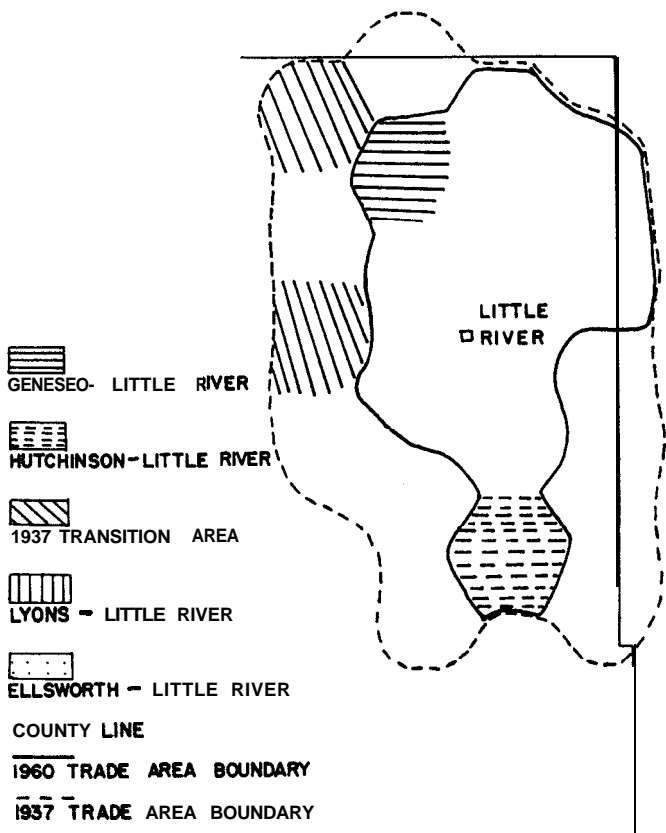 LITTLE
RIVER
GENESEO- LITTLE RIVER
HUTCHINSON-LITTLE RIVER
1937 TRANSITION AREA
LYONS - LITTLE RIVER
ELLSWORTH - LITTLE RIVER
COUNTY LINE
1960 TRADE AREA BOUNDARY
1937 TRADE AREA BOUNDARY